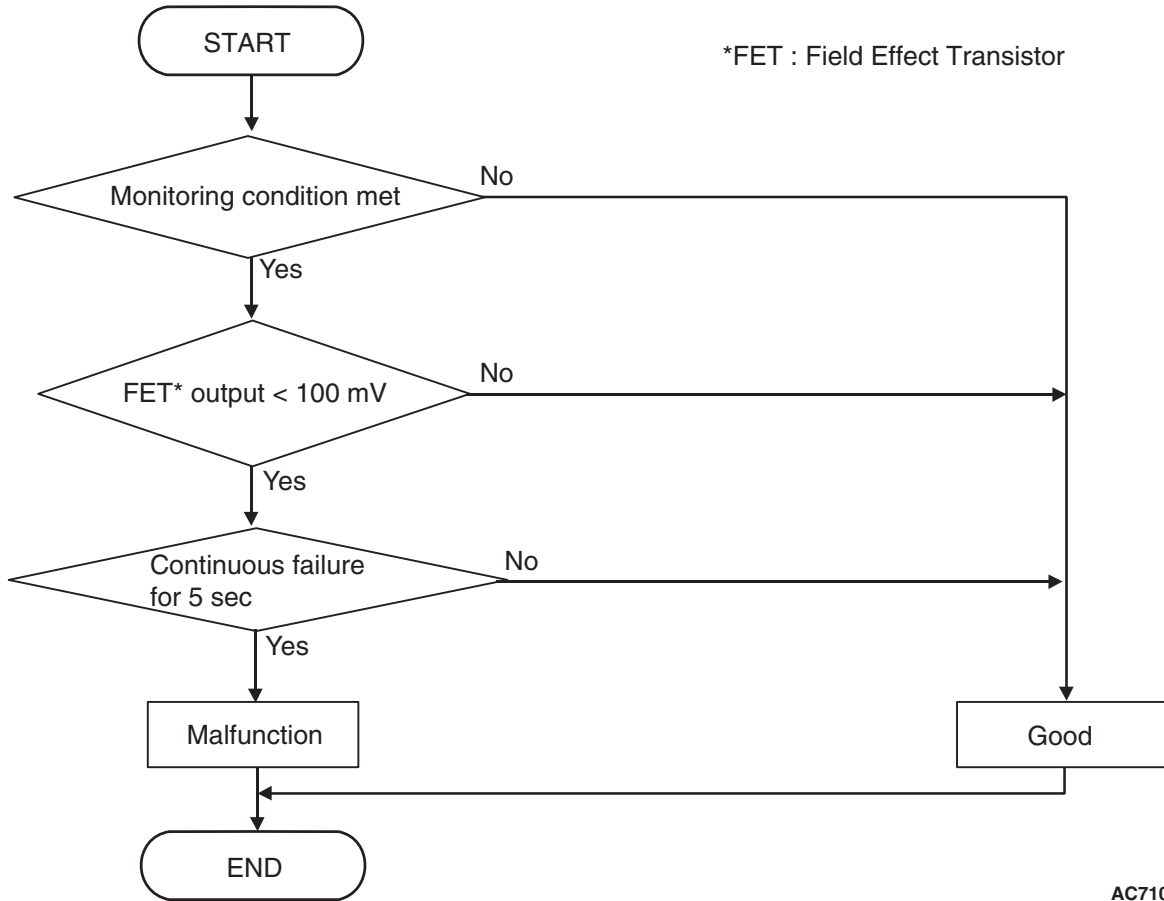 START
*FET : Field Effect Transistor
Monitoring condition met
No
Yes
FET* output < 100 mV
No
Yes
Continuous failure
for 5 sec
No
Yes
Malfunction
Good
END
AC710